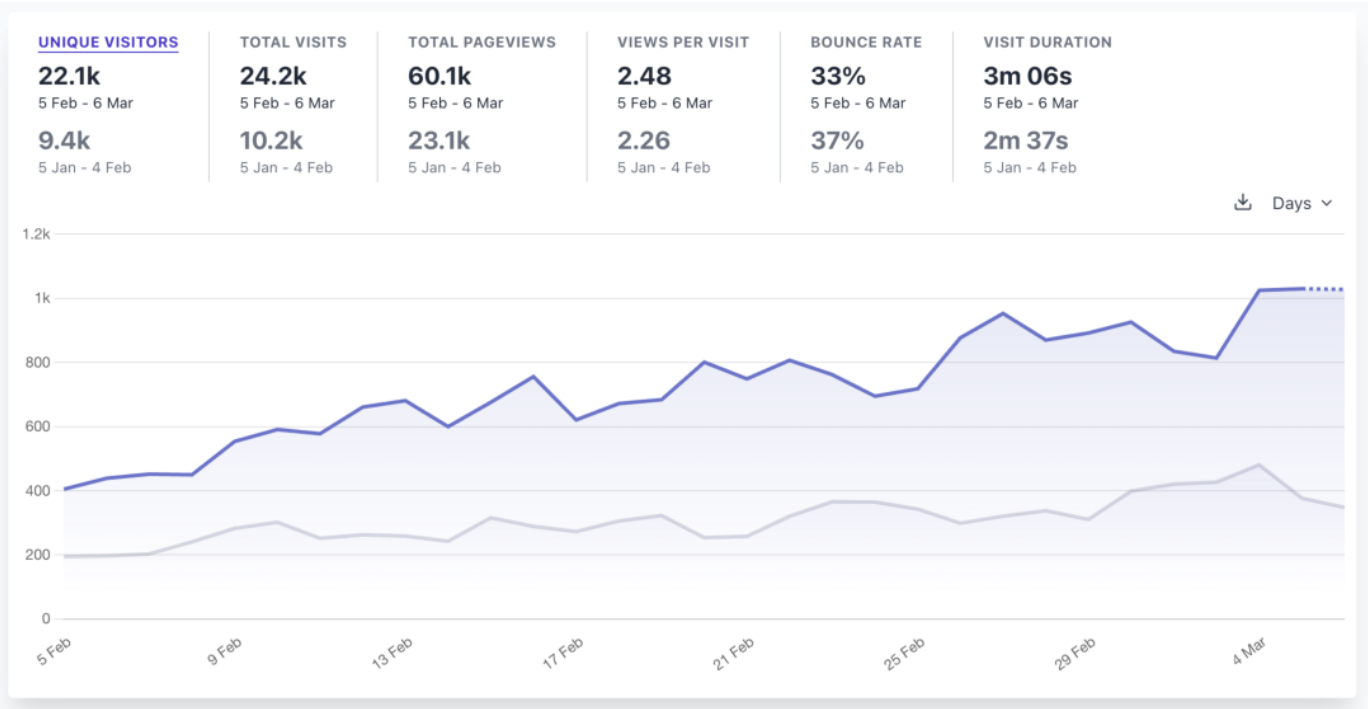 UNIQUE VISITORS
22.1k
5 Feb - 6 Mar
9.4k
5 Jan - 4 Feb
TOTAL VISITS
24.2k
5 Feb - 6 Mar
10.2k
5 Jan - 4 Feb
TOTAL PAGEVIEWS
60.1k
5 Feb - 6 Mar
23.1k
5 Jan - 4 Feb
VIEWS PER VISIT
2.48
5 Feb - 6 Mar
2.26
5 Jan - 4 Feb
BOUNCE RATE
33%
5 Feb - 6 Mar
37%
5 Jan - 4 Feb
VISIT DURATION
3m 06s
5 Feb - 6 Mar
2m 37s
5 Jan - 4 Feb
Days
1.2k
1k
800
600
400
200
0
5 Feb
9 Feb
13 Feb
17 Feb
21 Feb
25 Feb
29 Feb
4 Mar